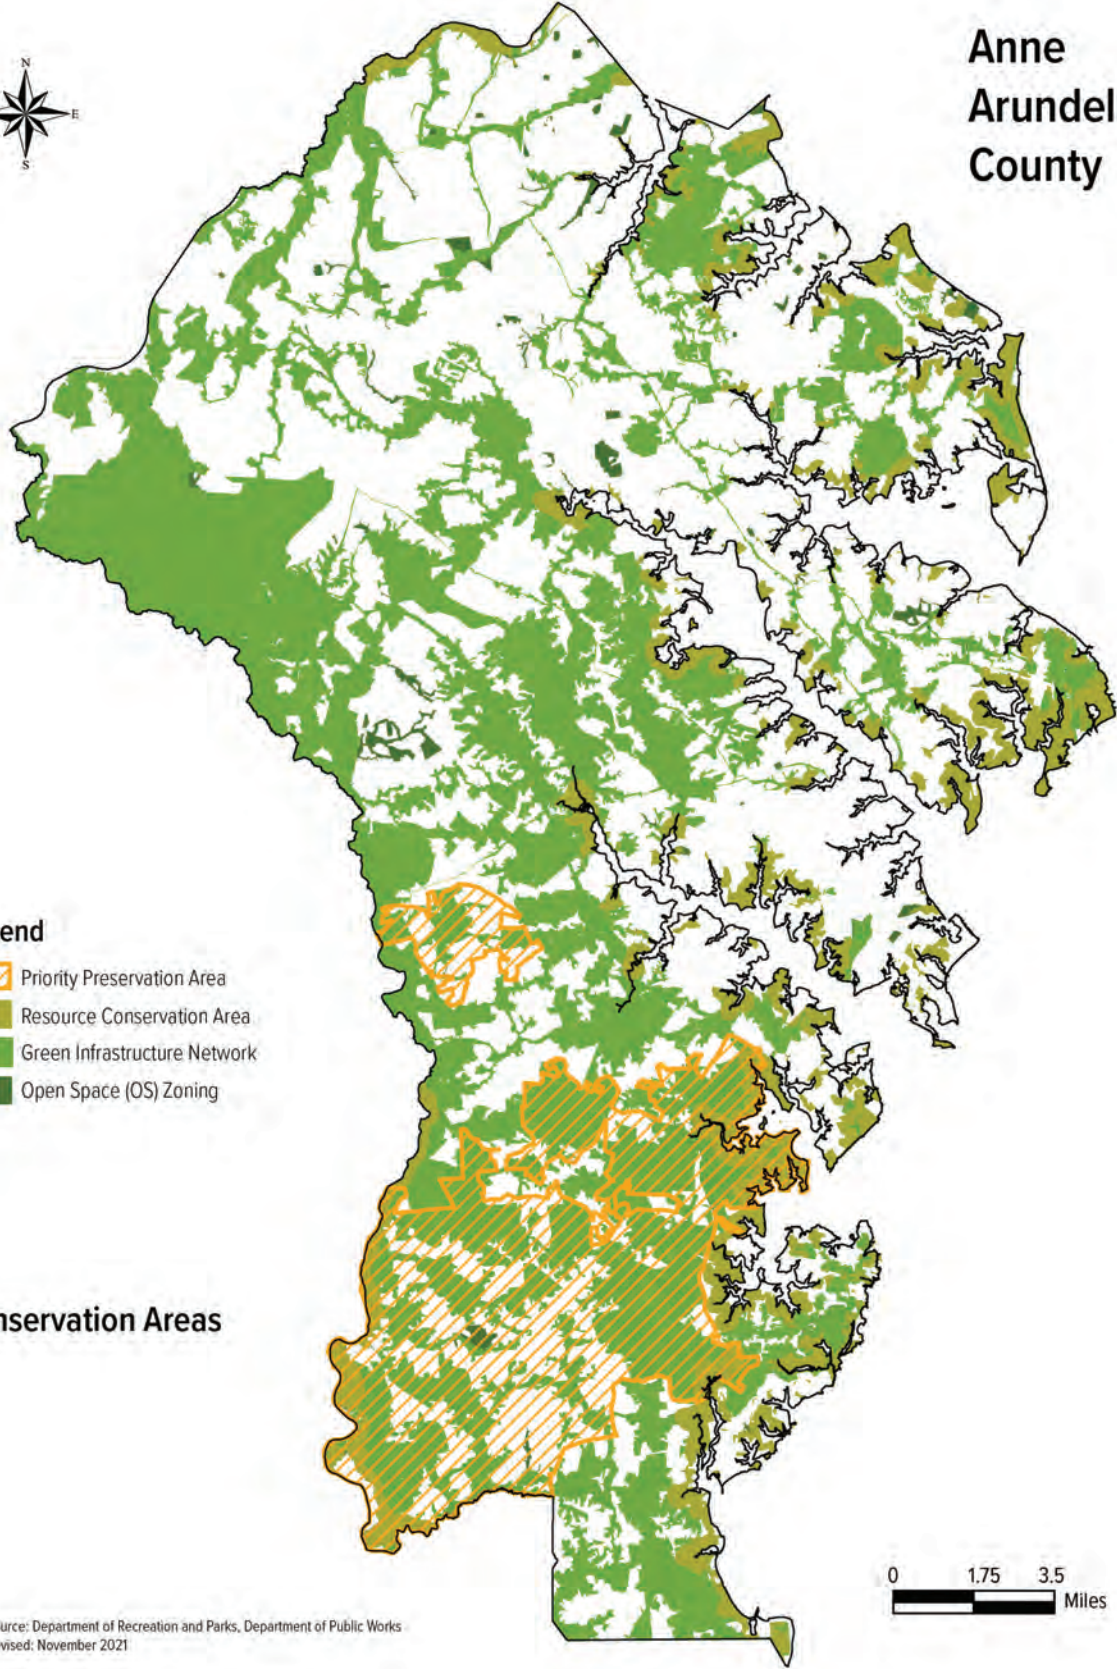 Anne
Arundel
County
N
E
S
end
Priority Preservation Area
Resource Conservation Area
Green Infrastructure Network
Open Space (OS) Zoning
nservation Areas
0 1.75 3.5
Miles
urce: Department of Recreation and Parks, Department of Public Works
vised: November 2021